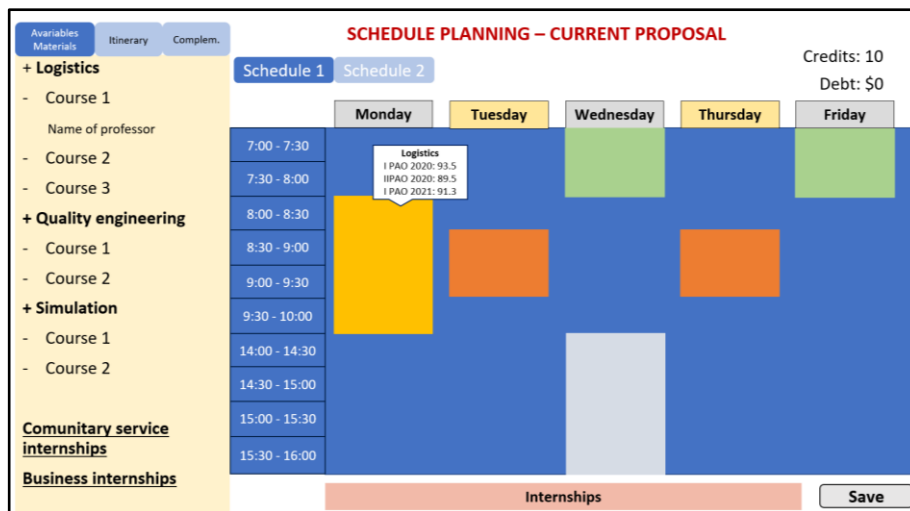 Avariables
Materials
Itinerary
Complem.
SCHEDULE PLANNING – CURRENT PROPOSAL
Credits: 10
Debt: $0
+ Logistics
- Course 1
Name of professor
- Course 2
- Course 3
+ Quality engineering
- Course 1
- Course 2
+ Simulation
- Course 1
- Course 2
Comunitary service
internships
Business internships
Schedule 1
Schedule 2
Monday
Tuesday
Wednesday
Thursday
Friday
7:00 - 7:30
7:30 - 8:00
8:00 - 8:30
8:30 - 9:00
9:00 - 9:30
9:30 - 10:00
14:00 - 14:30
14:30 - 15:00
15:00 - 15:30
15:30 - 16:00
Logistics
I PAO 2020: 93.5
IIPAO 2020: 89.5
I PAO 2021: 91.3
Internships
Save